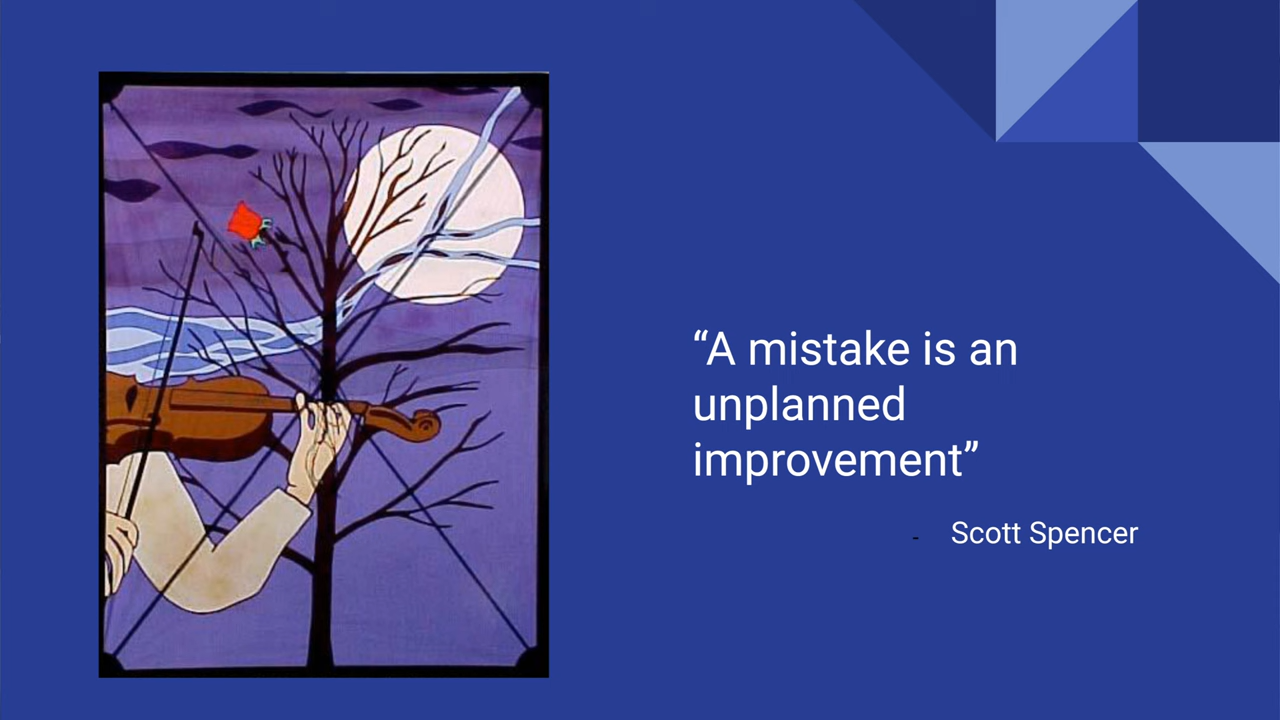 “A mistake is an
unplanned
improvement”
- Scott Spencer